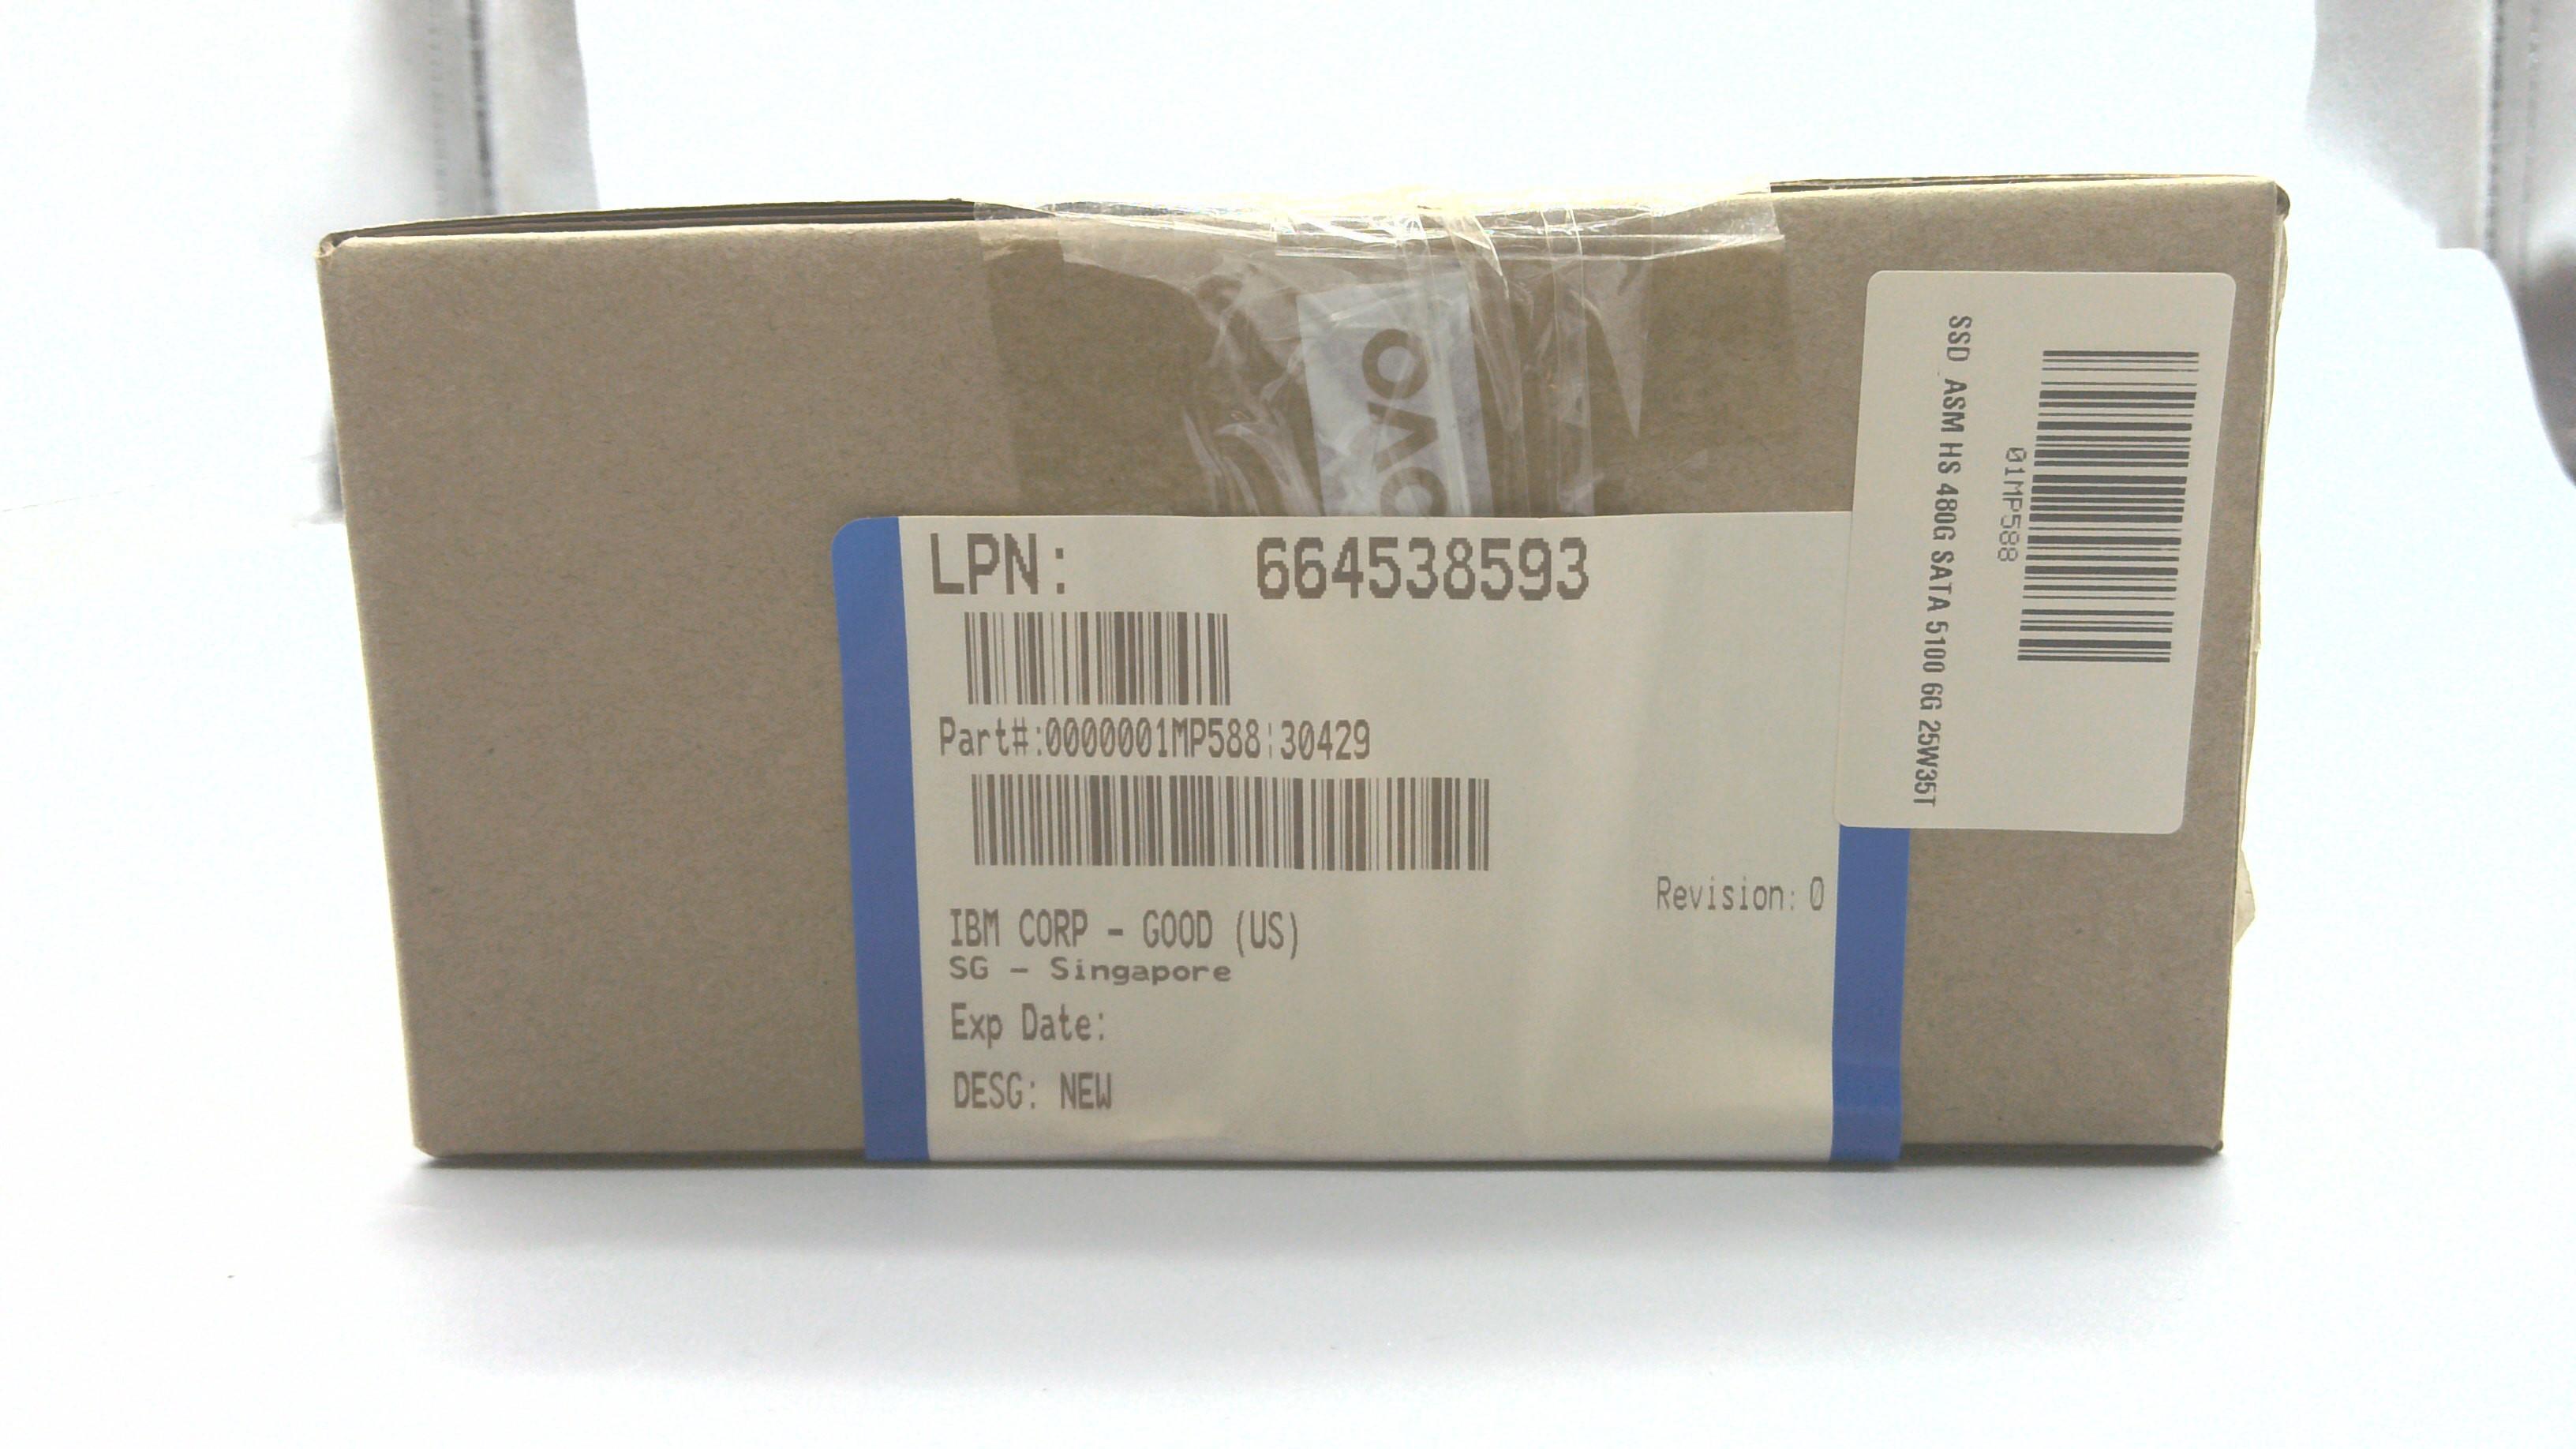 LPN: 664538593
Part#:0000001MP588:30429
Revision: 0
IBM CORP - GOOD (US)
SG - Singapore
Exp Date:
DESG: NEW
01MP588
SSD ASM HS 480G SATA 5100 6G 25W35T